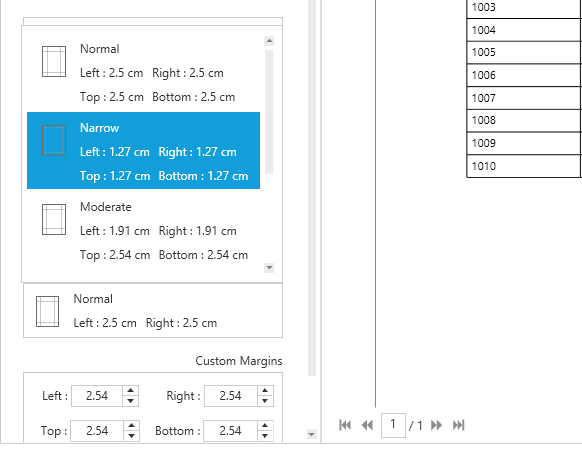 Normal
Left : 2.5 cm Right : 2.5 cm
Top : 2.5 cm Bottom : 2.5 cm
Narrow
Left : 1.27 cm Right : 1.27 cm
Top : 1.27 cm Bottom : 1.27 cm
Moderate
Left : 1.91 cm Right : 1.91 cm
Top : 2.54 cm Bottom : 2.54 cm
Normal
Left : 2.5 cm Right : 2.5 cm
Custom Margins
Left : 2.54 Right : 2.54
Top : 2.54 Bottom : 2.54
1003
1004
1005
1006
1007
1008
1009
1010
1 / 1